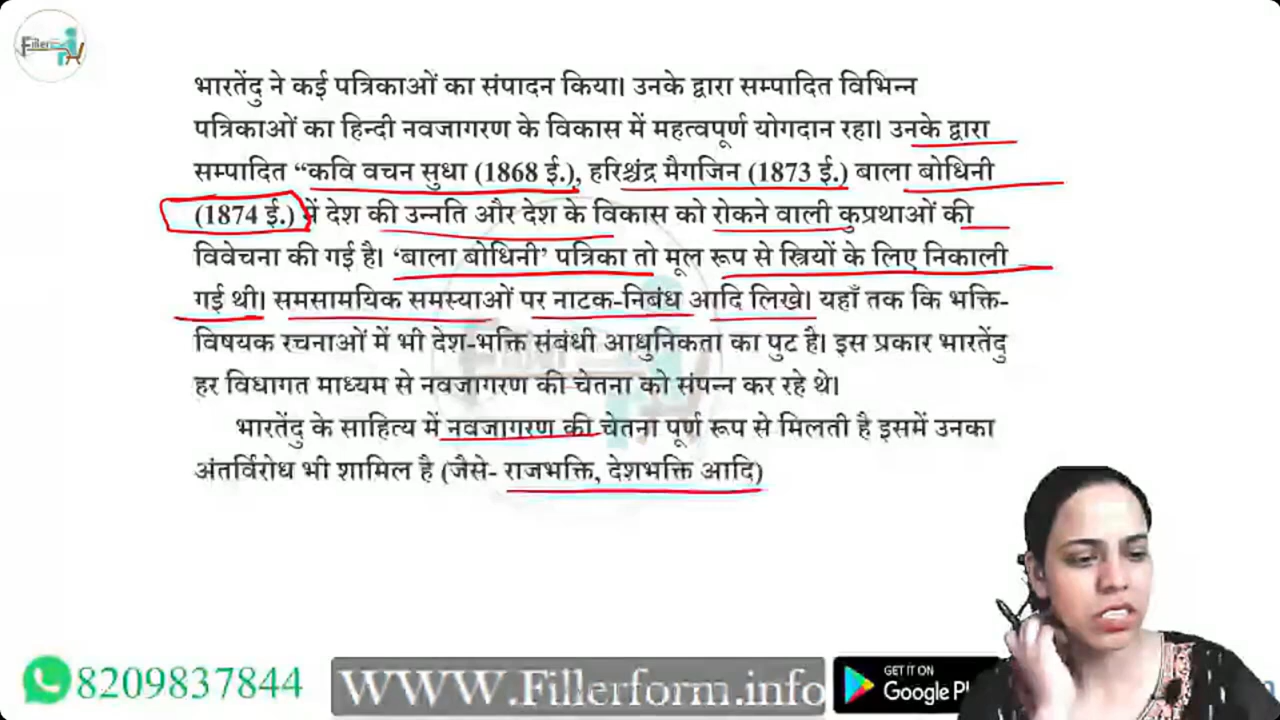 Fillerform
भारतेंदु ने कई पत्रिकाओं का संपादन किया। उनके द्वारा सम्पादित विभिन्न
पत्रिकाओं का हिन्दी नवजागरण के विकास में महत्वपूर्ण योगदान रहा। उनके द्वारा
सम्पादित “कवि वचन सुधा (1868 ई.), हरिश्चंद्र मैगजिन (1873 ई.) बाला बोधिनी
(1874 ई.) में देश की उन्नति और देश के विकास को रोकने वाली कुप्रथाओं की
विवेचना की गई है। ‘बाला बोधिनी’ पत्रिका तो मूल रूप से स्त्रियों के लिए निकाली
गई थी। समसामयिक समस्याओं पर नाटक-निबंध आदि लिखे। यहाँ तक कि भक्ति-
विषयक रचनाओं में भी देश-भक्ति संबंधी आधुनिकता का पुट है। इस प्रकार भारतेंदु
हर विधागत माध्यम से नवजागरण की चेतना को संपन्न कर रहे थे।
भारतेंदु के साहित्य में नवजागरण की चेतना पूर्ण रूप से मिलती है इसमें उनका
अंतर्विरोध भी शामिल है (जैसे- राजभक्ति, देशभक्ति आदि)
8209837844
WWW.Fillerform.info
GET IT ON
Google Pl